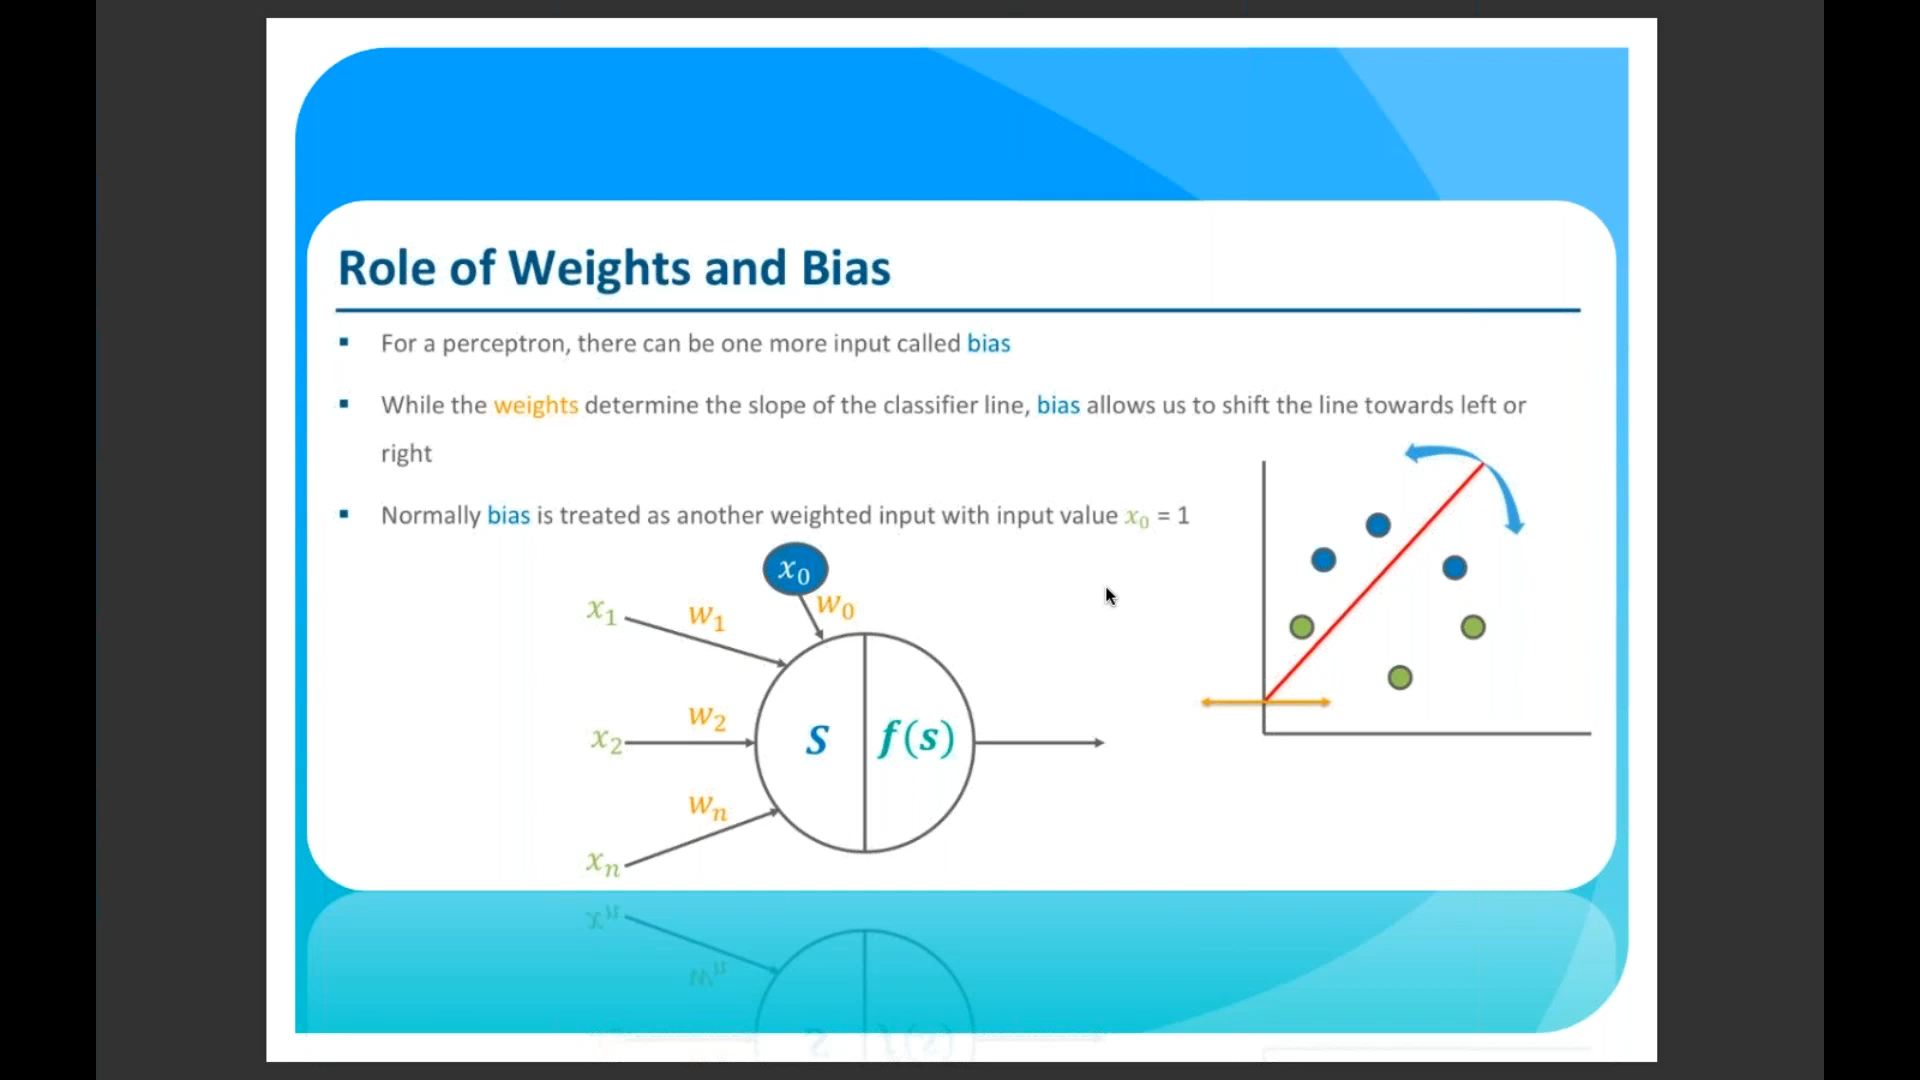 Role of Weights and Bias
▪ For a perceptron, there can be one more input called bias
▪ While the weights determine the slope of the classifier line, bias allows us to shift the line towards left or
right
▪ Normally bias is treated as another weighted input with input value x₀ = 1
x₀
w₀
x₁
w₁
x₂
w₂
S
f(s)
wₙ
xₙ